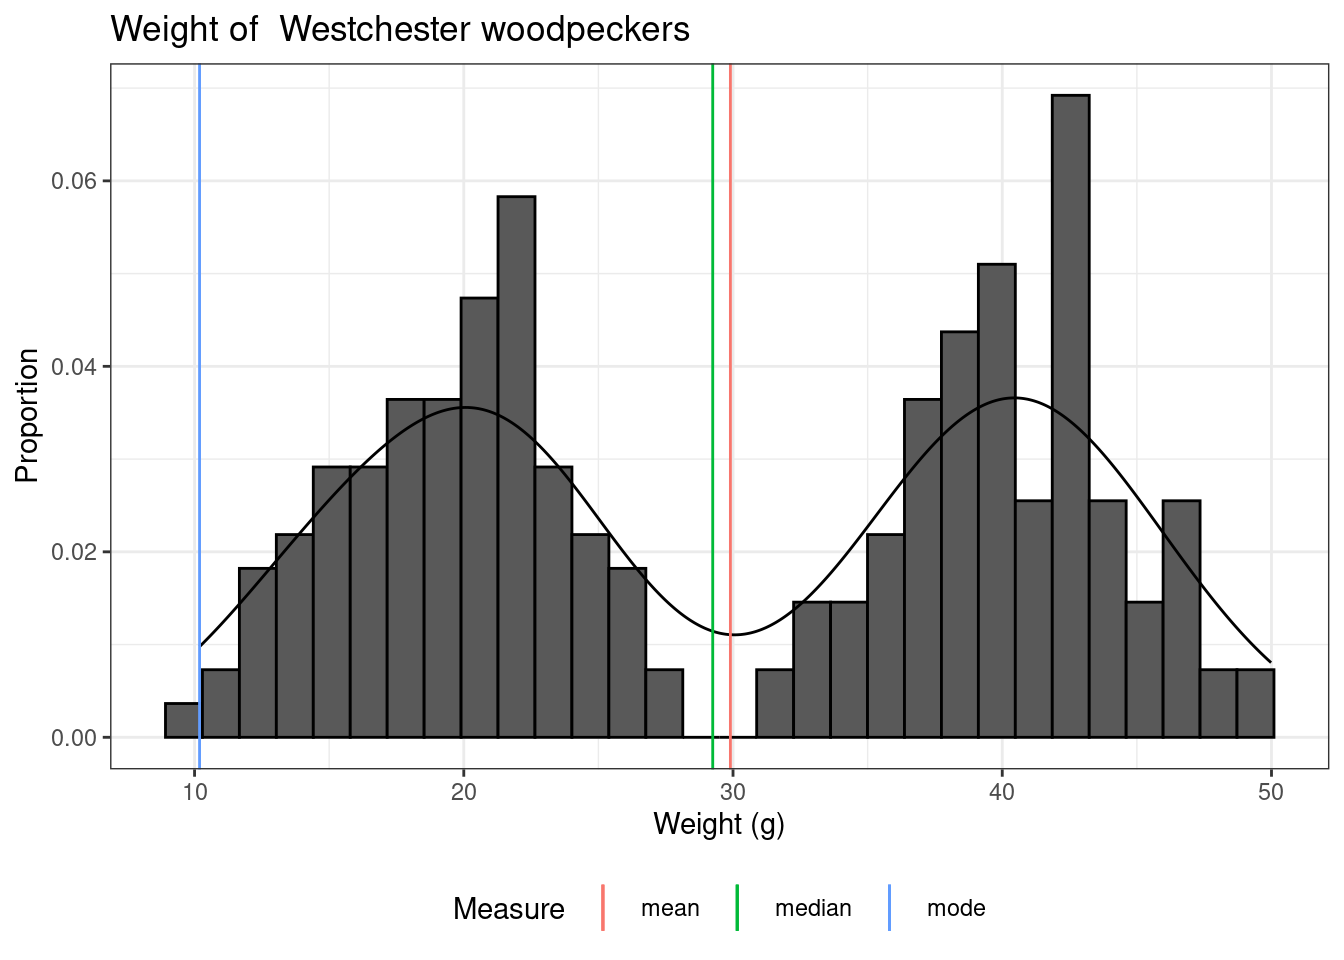 Weight of  Westchester woodpeckers
Proportion
0.06
0.04
0.02
0.00
10 20 30 40 50
Weight (g)
Measure mean median mode